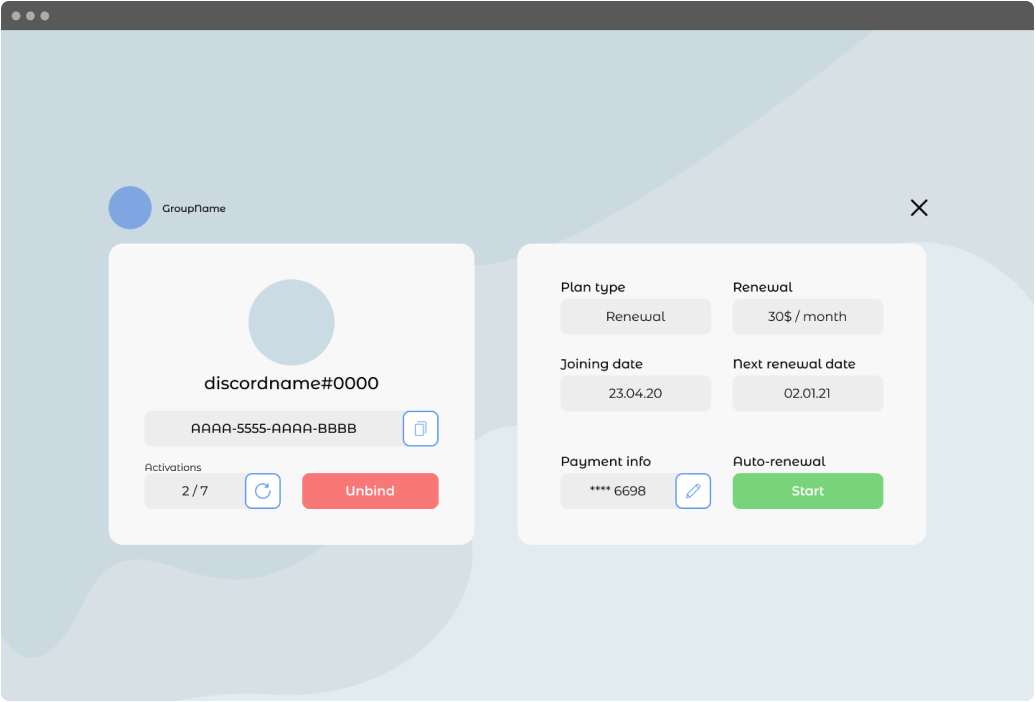 GroupName
discordname#0000
AAAA-5555-AAAA-BBBB
Activations
2 / 7
Unbind
Plan type
Renewal
Renewal
30$ / month
Joining date
Next renewal date
23.04.20
02.01.21
Payment info
Auto-renewal
**** 6698
Start